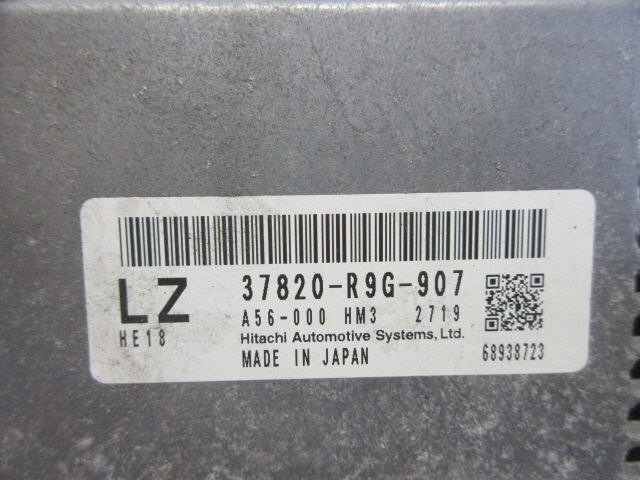 LZ 37820-R9G-907
HE18 A56-000 HM3 2719
Hitachi Automotive Systems, Ltd.
MADE IN JAPAN 68938723